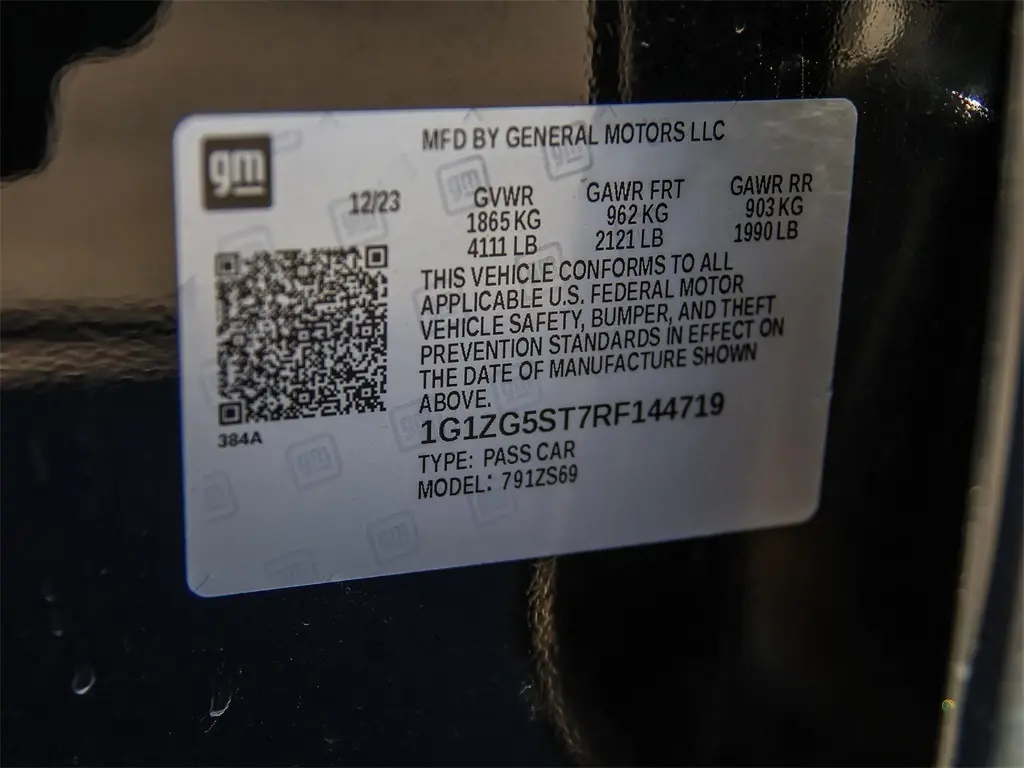 gm
MFD BY GENERAL MOTORS LLC
12/23
GVWR
1865 KG
4111 LB
GAWR FRT
962 KG
2121 LB
GAWR RR
903 KG
1990 LB
THIS VEHICLE CONFORMS TO ALL
APPLICABLE U.S. FEDERAL MOTOR
VEHICLE SAFETY, BUMPER, AND THEFT
PREVENTION STANDARDS IN EFFECT ON
THE DATE OF MANUFACTURE SHOWN
ABOVE.
1G1ZG5ST7RF144719
TYPE: PASS CAR
MODEL: 791ZS69
384A